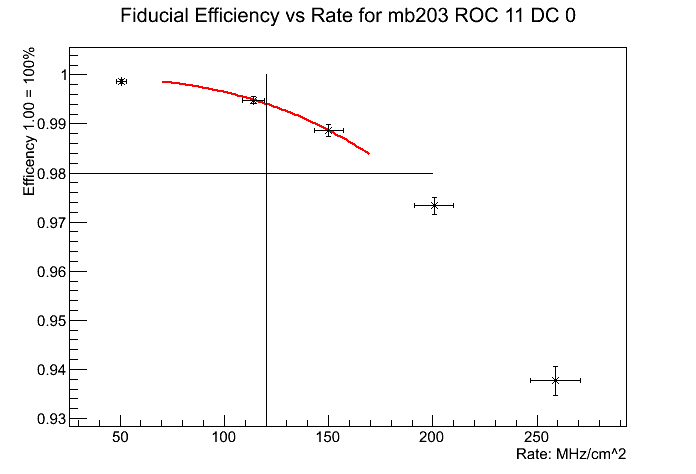 Fiducial Efficiency vs Rate for mb203 ROC 11 DC 0
Efficency 1.00 = 100%
1
0.99
0.98
0.97
0.96
0.95
0.94
0.93
50 100 150 200 250
Rate: MHz/cm^2